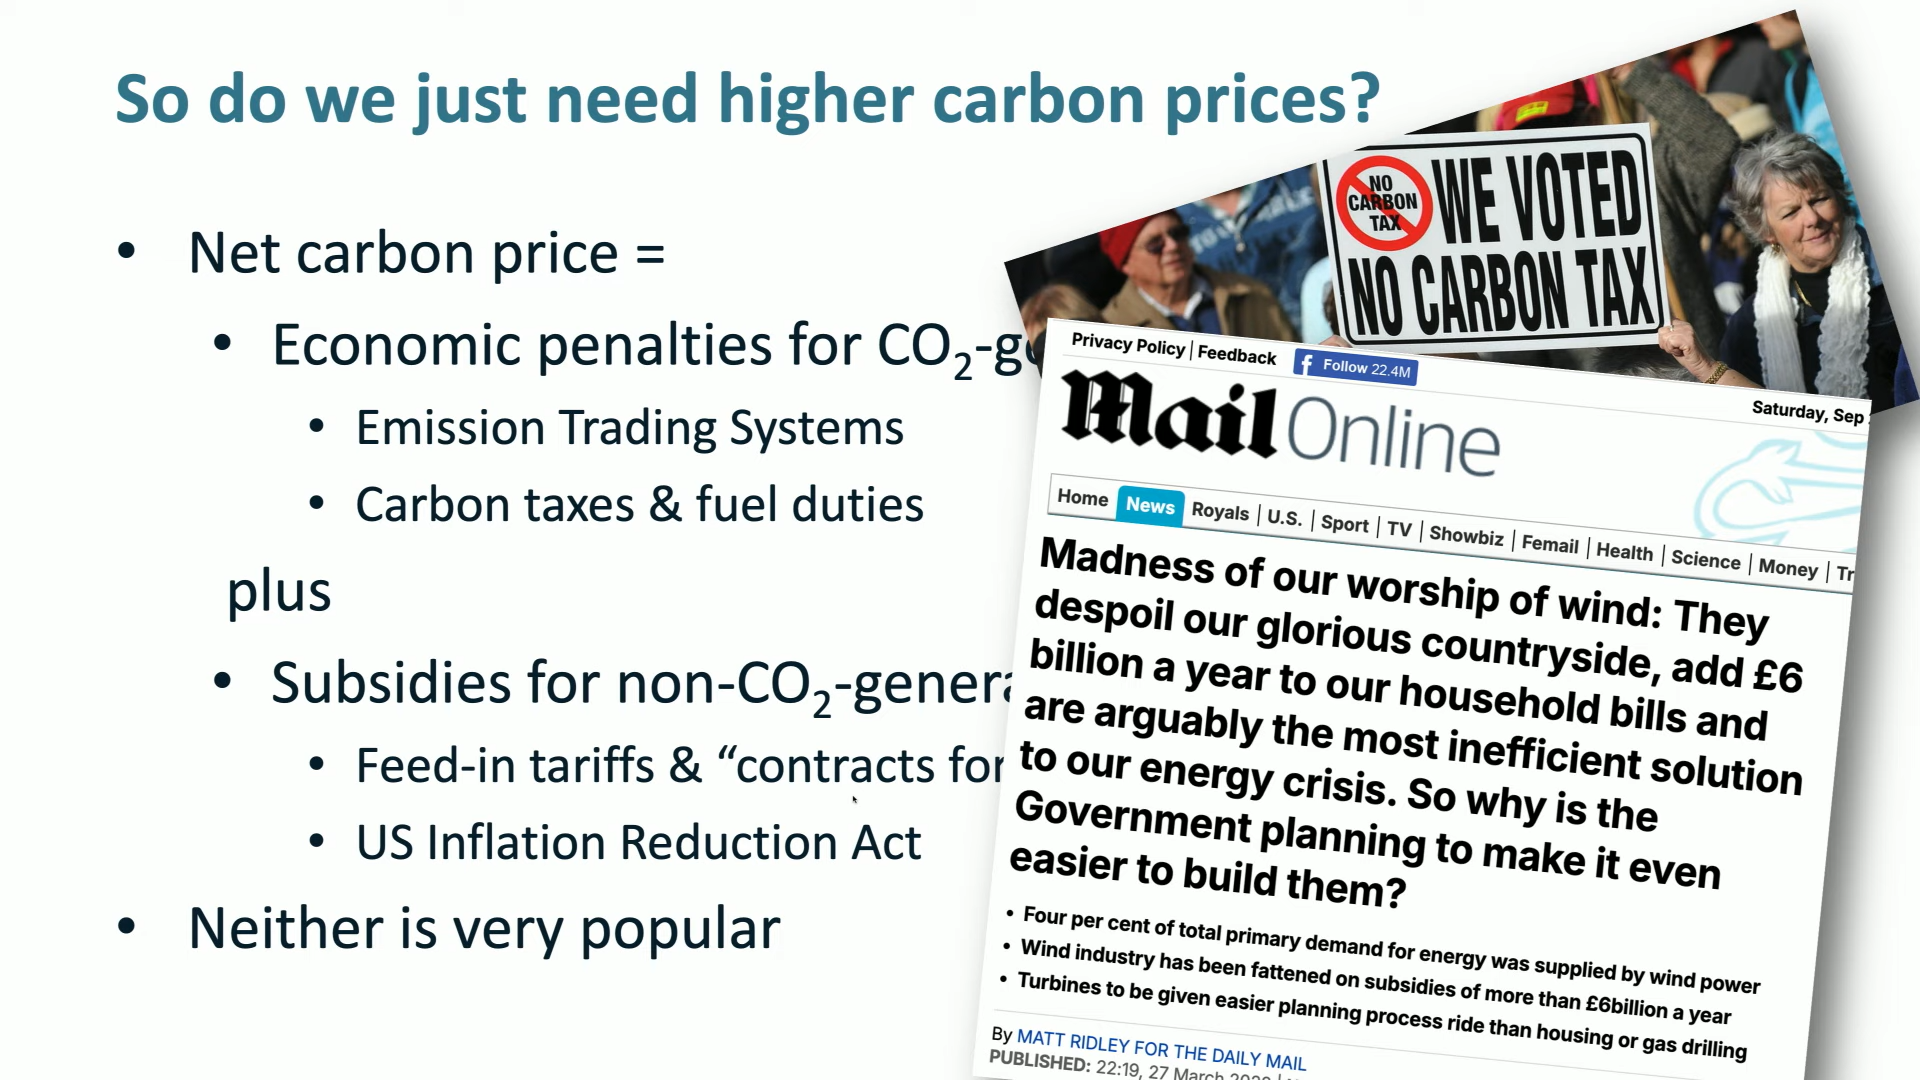 So do we just need higher carbon prices?
• Net carbon price =
• Economic penalties for CO₂-g
• Emission Trading Systems
• Carbon taxes & fuel duties
plus
• Subsidies for non-CO₂-genera
• Feed-in tariffs & “contracts for
• US Inflation Reduction Act
• Neither is very popular
NO CARBON TAX
WE VOTED
NO CARBON TAX
Privacy Policy | Feedback
Follow 22.4M
Saturday, Sep
Mail Online
Home News Royals | U.S. | Sport | TV | Showbiz | Femail | Health | Science | Money | Tr
Madness of our worship of wind: They
despoil our glorious countryside, add £6
billion a year to our household bills and
are arguably the most inefficient solution
to our energy crisis. So why is the
Government planning to make it even
easier to build them?
• Four per cent of total primary demand for energy was supplied by wind power
• Wind industry has been fattened on subsidies of more than £6billion a year
• Turbines to be given easier planning process ride than housing or gas drilling
By MATT RIDLEY FOR THE DAILY MAIL
PUBLISHED: 22:19, 27 March